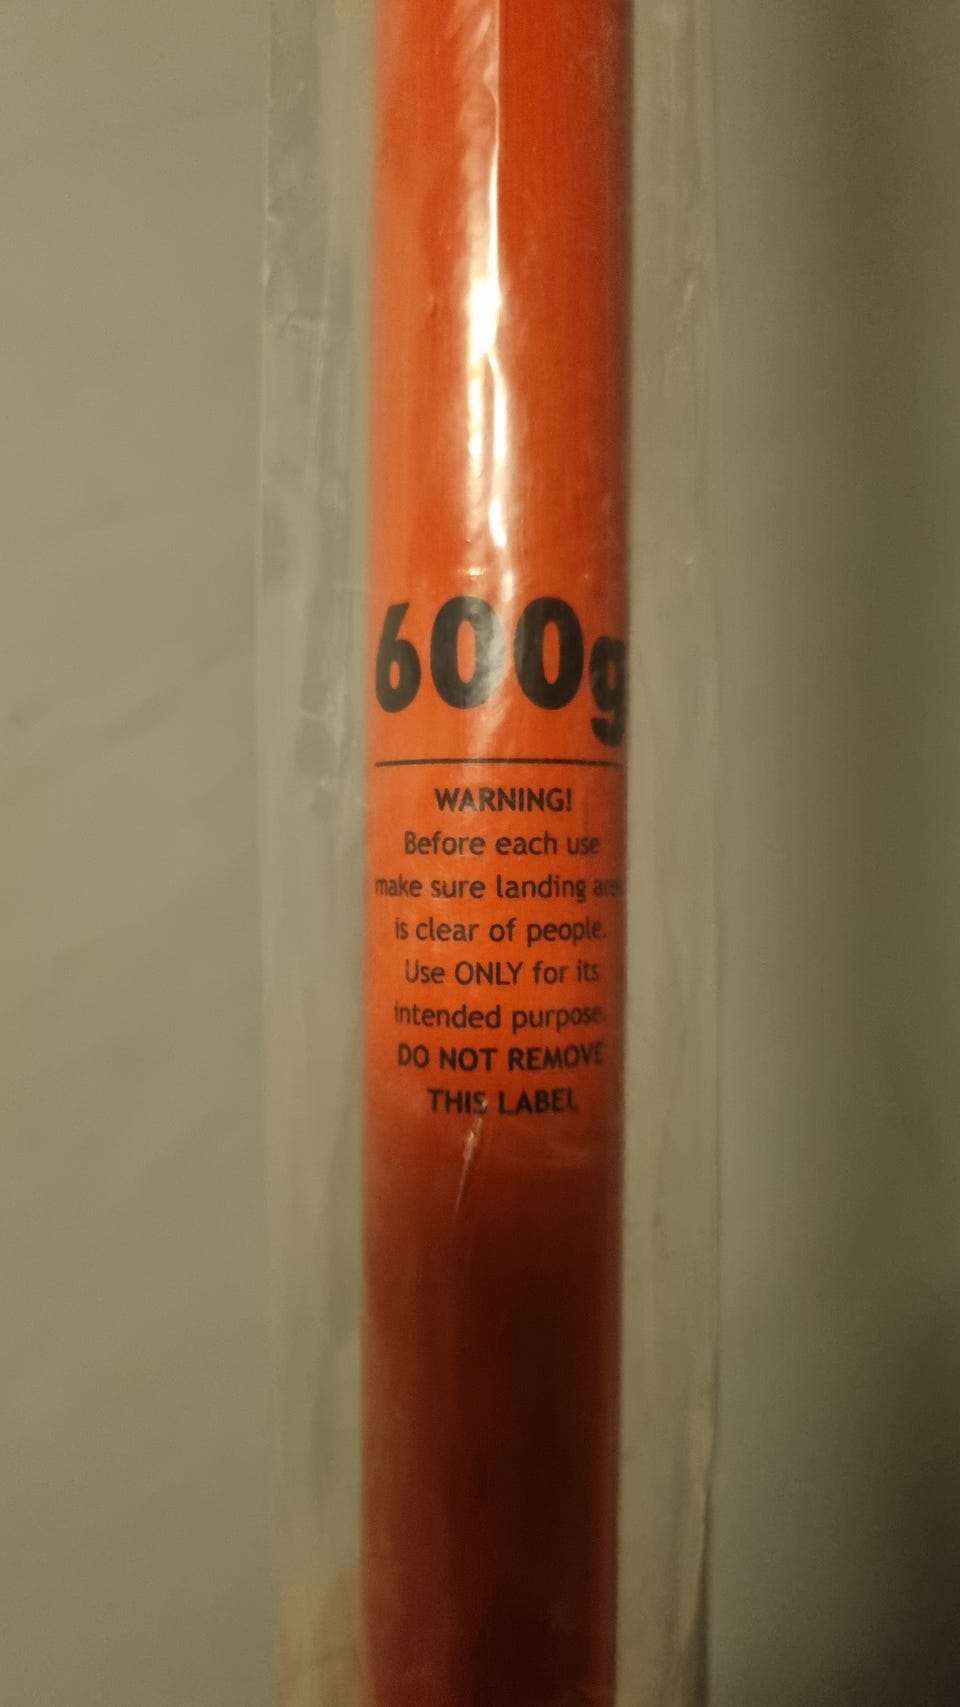 600g
WARNING!
Before each use
make sure landing area
is clear of people.
Use ONLY for its
intended purpose.
DO NOT REMOVE
THIS LABEL